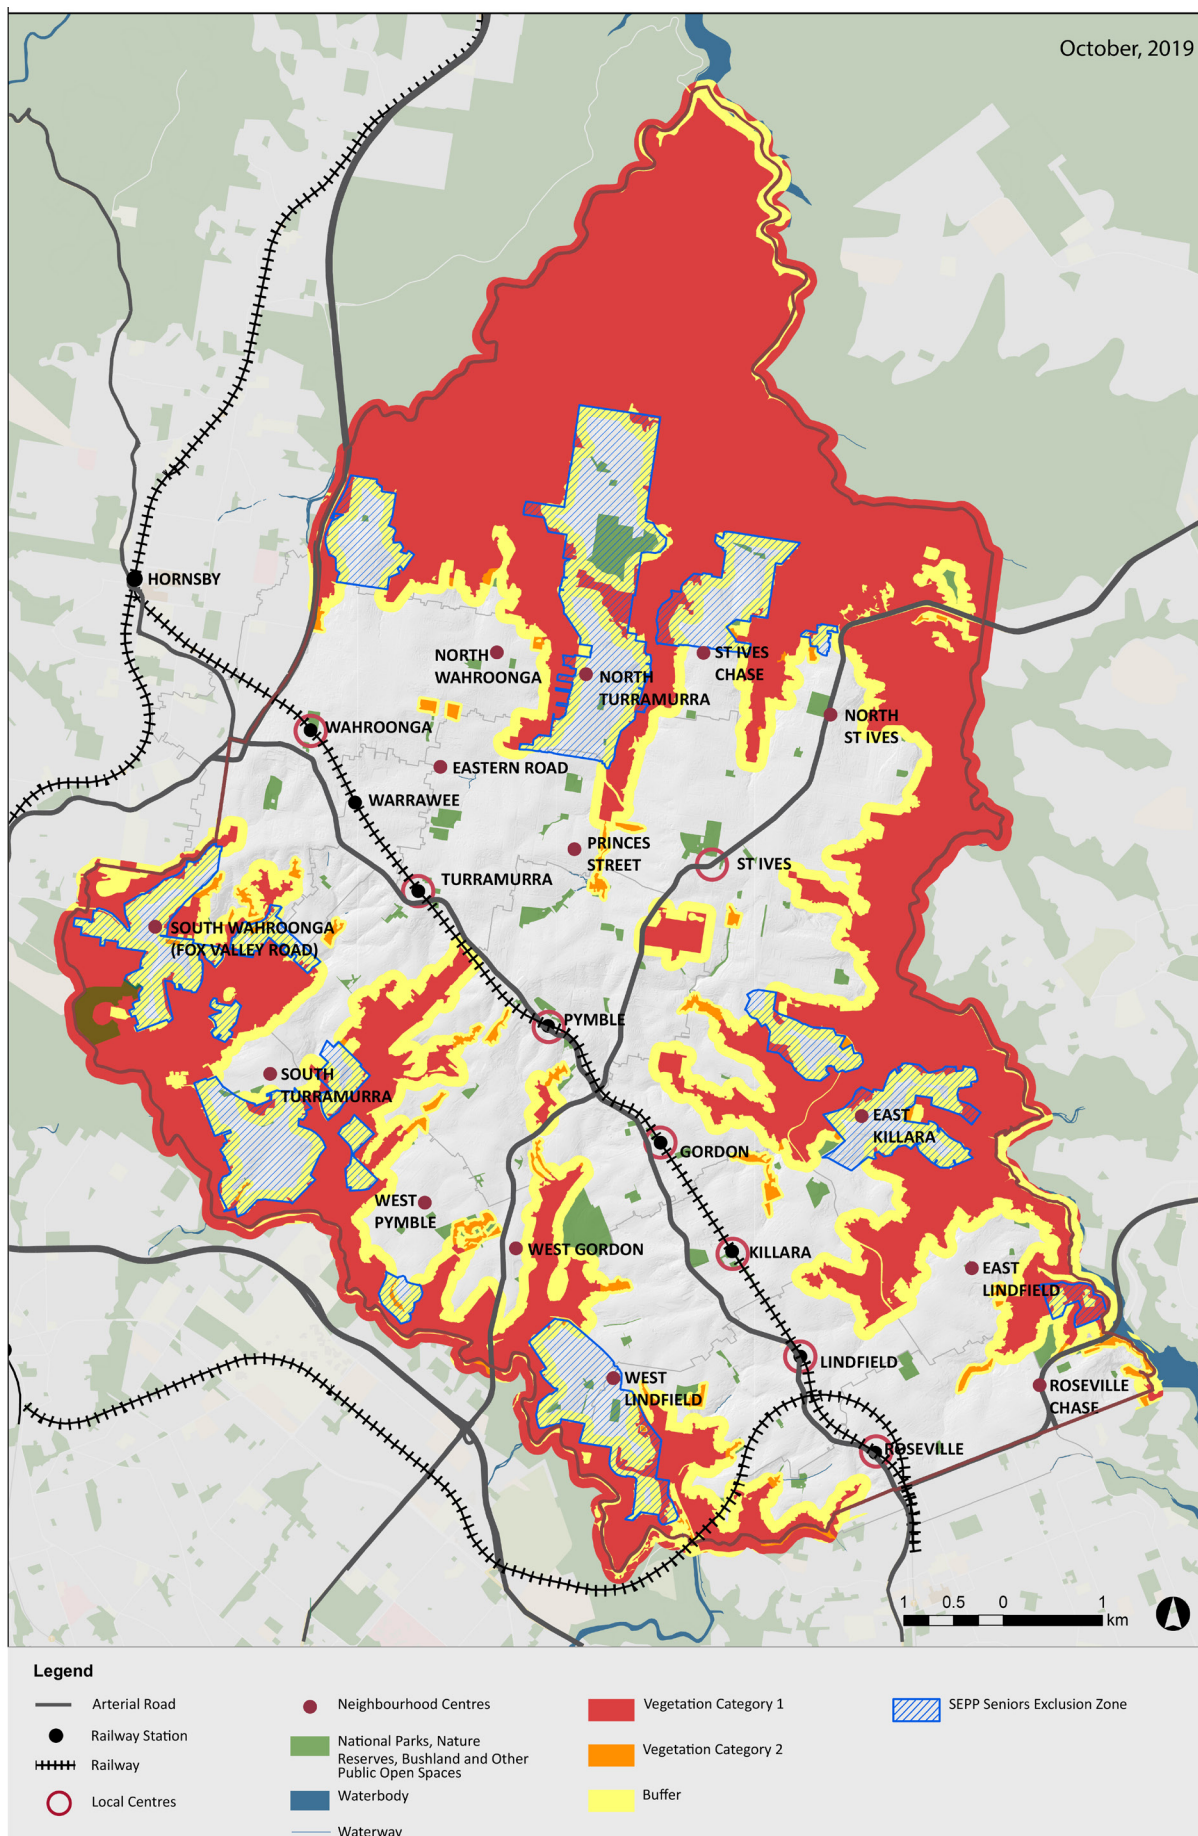 October, 2019
HORNSBY
NORTH
WAHROONGA
NORTH
TURRAMURRA
ST IVES
CHASE
NORTH
ST IVES
WAHROONGA
EASTERN ROAD
WARRAWEE
PRINCES
STREET
ST IVES
TURRAMURRA
SOUTH WAHROONGA
(FOX VALLEY ROAD)
PYMBLE
SOUTH
TURRAMURRA
EAST
KILLARA
GORDON
WEST
PYMBLE
WEST GORDON
KILLARA
EAST
LINDFIELD
LINDFIELD
WEST
LINDFIELD
ROSEVILLE
CHASE
ROSEVILLE
1 0.5 0 1
km
Legend
Arterial Road
Railway Station
Railway
Local Centres
Neighbourhood Centres
National Parks, Nature
Reserves, Bushland and Other
Public Open Spaces
Waterbody
Waterway
Vegetation Category 1
Vegetation Category 2
Buffer
SEPP Seniors Exclusion Zone